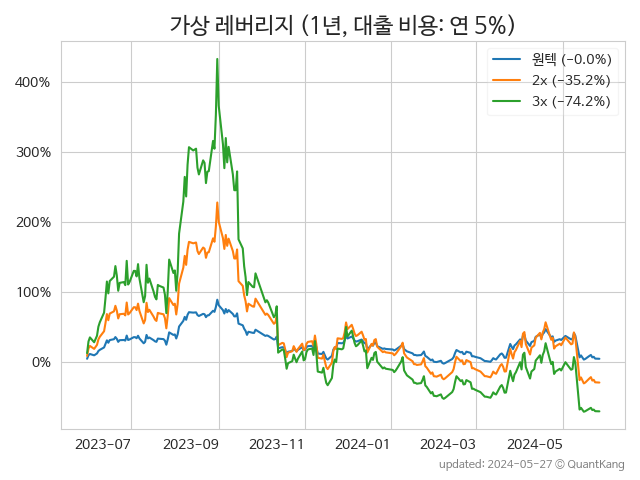 가상 레버리지 (1년, 대출 비용: 연 5%)
원텍 (-0.0%)
2x (-35.2%)
3x (-74.2%)
400%
300%
200%
100%
0%
2023-07 2023-09 2023-11 2024-01 2024-03 2024-05
updated: 2024-05-27 © QuantKang